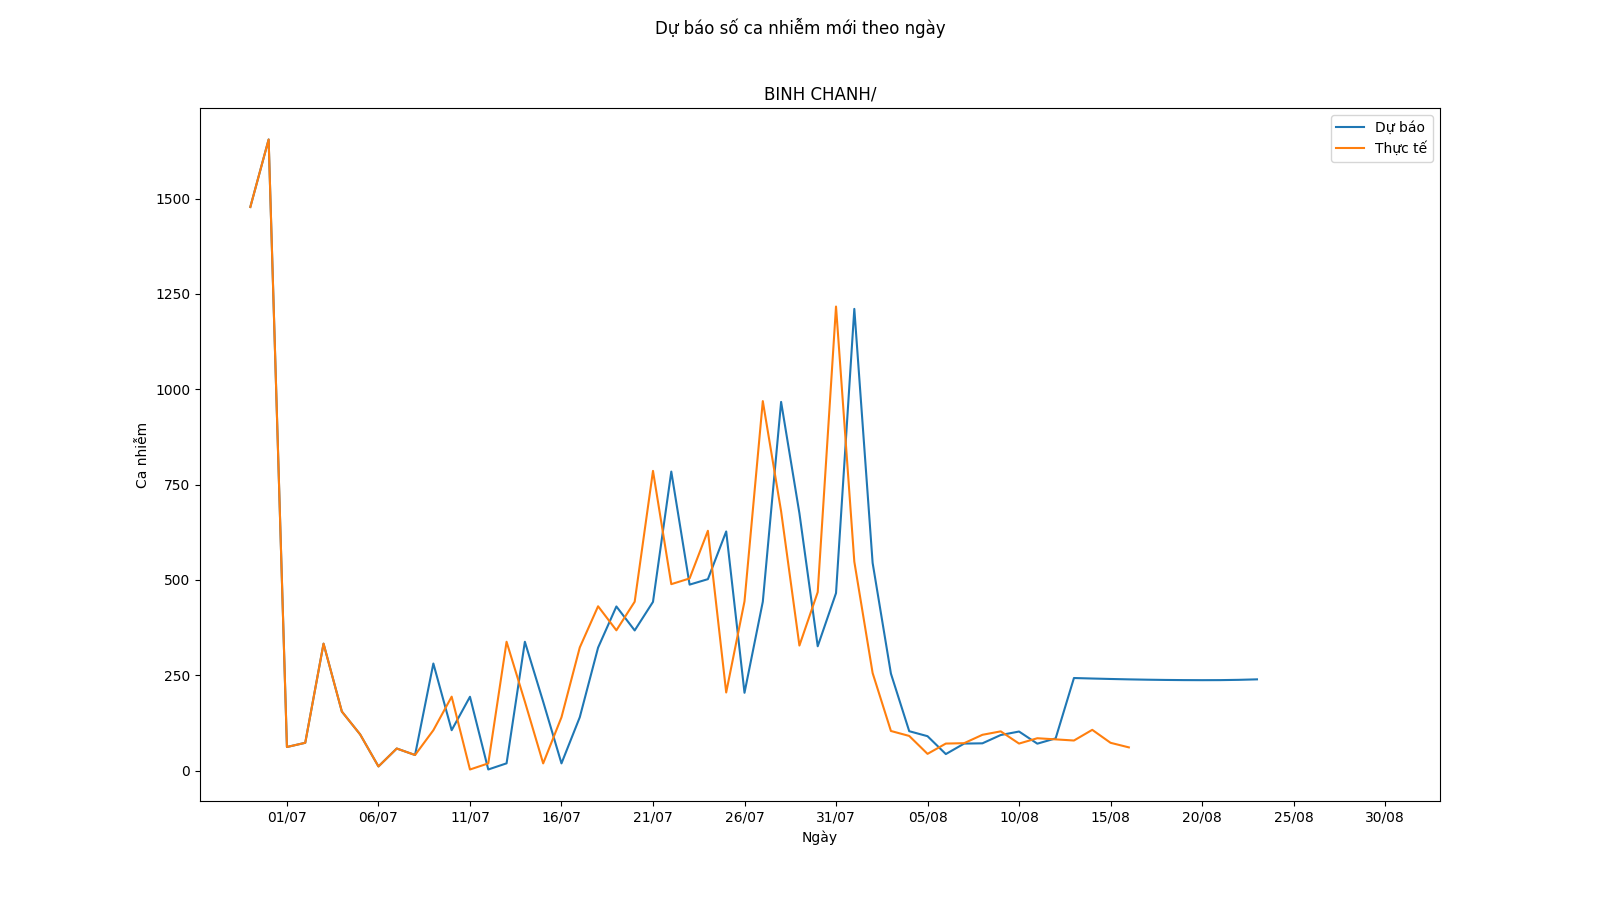 Dự báo số ca nhiễm mới theo ngày
BINH CHANH/
Dự báo
Thực tế
1500
1250
1000
750
500
250
0
Ca nhiễm
01/07 06/07 11/07 16/07 21/07 26/07 31/07 05/08 10/08 15/08 20/08 25/08 30/08
Ngày